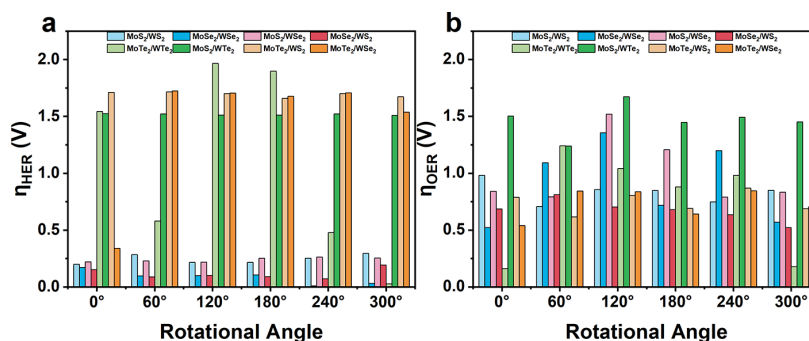 a
MoS2/WS2 MoSe2/WSe2 MoS2/WSe2 MoSe2/WS2
MoTe2/WTe2 MoS2/WTe2 MoTe2/WS2 MoTe2/WSe2
ηHER (V)
2.0
1.5
1.0
0.5
0.0
0° 60° 120° 180° 240° 300°
Rotational Angle
b
MoS2/WS2 MoSe2/WSe2 MoS2/WSe2 MoSe2/WS2
MoTe2/WTe2 MoS2/WTe2 MoTe2/WS2 MoTe2/WSe2
ηOER (V)
2.0
1.5
1.0
0.5
0.0
0° 60° 120° 180° 240° 300°
Rotational Angle